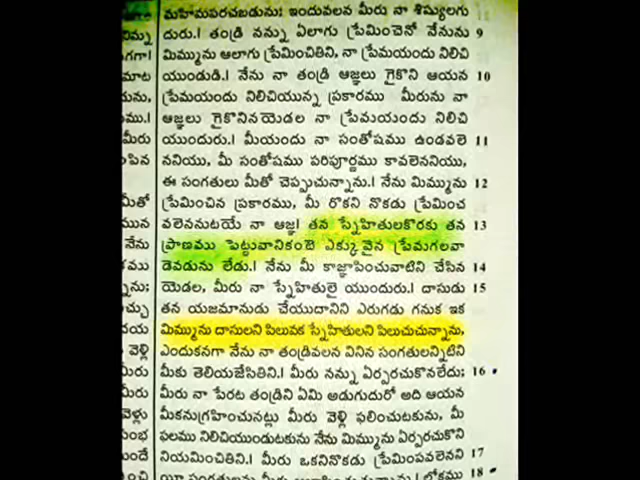 మహిమపరచబడును; ఇందువలన మీరు నా శిష్యులగు
దురు.| తండ్రి నన్ను ఏలాగు ప్రేమించెనో నేనును 9
మిమ్మును ఆలాగు ప్రేమించితిని, నా ప్రేమయందు నిలిచి
యుండుడి.| నేను నా తండ్రి ఆజ్ఞలు గైకొని ఆయన 10
ప్రేమయందు నిలిచియున్న ప్రకారము మీరును నా
ఆజ్ఞలు గైకొనినయెడల నా ప్రేమయందు నిలిచి
యుందురు.| మీయందు నా సంతోషము ఉండవలె 11
ననియు, మీ సంతోషము పరిపూర్ణము కావలెననియు,
ఈ సంగతులు మీతో చెప్పుచున్నాను.| నేను మిమ్మును 12
ప్రేమించిన ప్రకారము, మీ రొకని నొకడు ప్రేమించ
వలెననుటయే నా ఆజ్ఞ| తన స్నేహితులకొరకు తన 13
ప్రాణము పెట్టువానికంటె ఎక్కువైన ప్రేమగలవా
డెవడును లేడు.| నేను మీ కాజ్ఞాపించువాటిని చేసిన 14
యెడల, మీరు నా స్నేహితులై యుందురు.| దాసుడు 15
తన యజమానుడు చేయుదానిని ఎరుగడు గనుక ఇక
మిమ్మును దాసులని పిలువక స్నేహితులని పిలుచుచున్నాను,
ఎందుకనగా నేను నా తండ్రివలన వినిన సంగతులన్నిటిని
మీకు తెలియజేసితిని.| మీరు నన్ను ఏర్పరచుకొనలేదు; 16
మీరు నా పేరట తండ్రిని ఏమి అడుగుదురో అది ఆయన
మీకనుగ్రహించునట్లు మీరు వెళ్లి ఫలించుటకును, మీ
ఫలము నిలిచియుండుటకును నేను మిమ్మును ఏర్పరచుకొని
నియమించితిని.| మీరు ఒకనినొకడు ప్రేమింపవలెనని 17
18